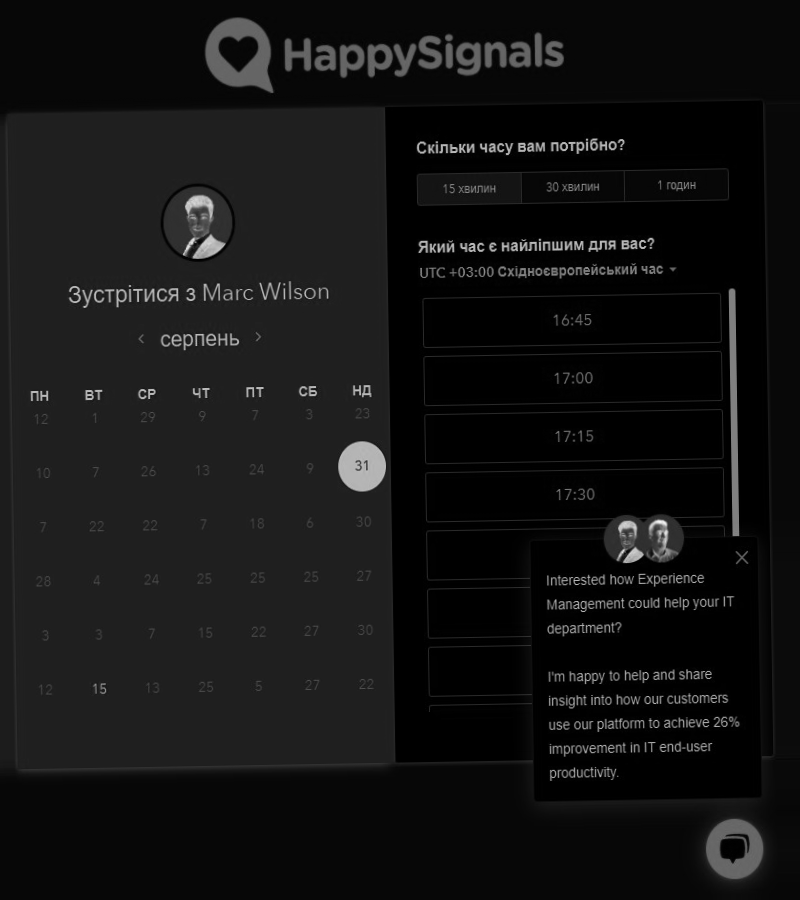 HappySignals
Зустрітися з Marc Wilson
серпень
ПН ВТ СР ЧТ ПТ СБ НД
12 1 29 9 7 3 23
10 7 26 13 24 9 31
7 22 22 7 18 6 30
28 4 24 25 25 25 27
3 3 7 15 22 27 30
12 15 13 25 5 27 22
Скільки часу вам потрібно?
15 хвилин 30 хвилин 1 годин
Який час є найліпшим для вас?
UTC +03:00 Східноєвропейський час
16:45
17:00
17:15
17:30
Interested how Experience
Management could help your IT
department?
I'm happy to help and share
insight into how our customers
use our platform to achieve 26%
improvement in IT end-user
productivity.